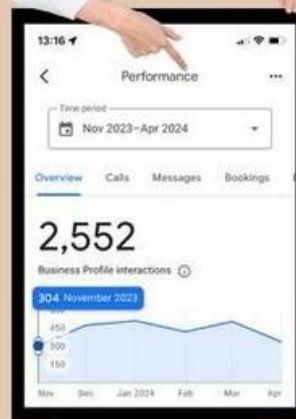 13:16
Performance
Time period
Nov 2023–Apr 2024
Overview Calls Messages Bookings
2,552
Business Profile interactions
304 November 2023
450
300
150
Nov Dec Jan 2024 Feb Mar Apr